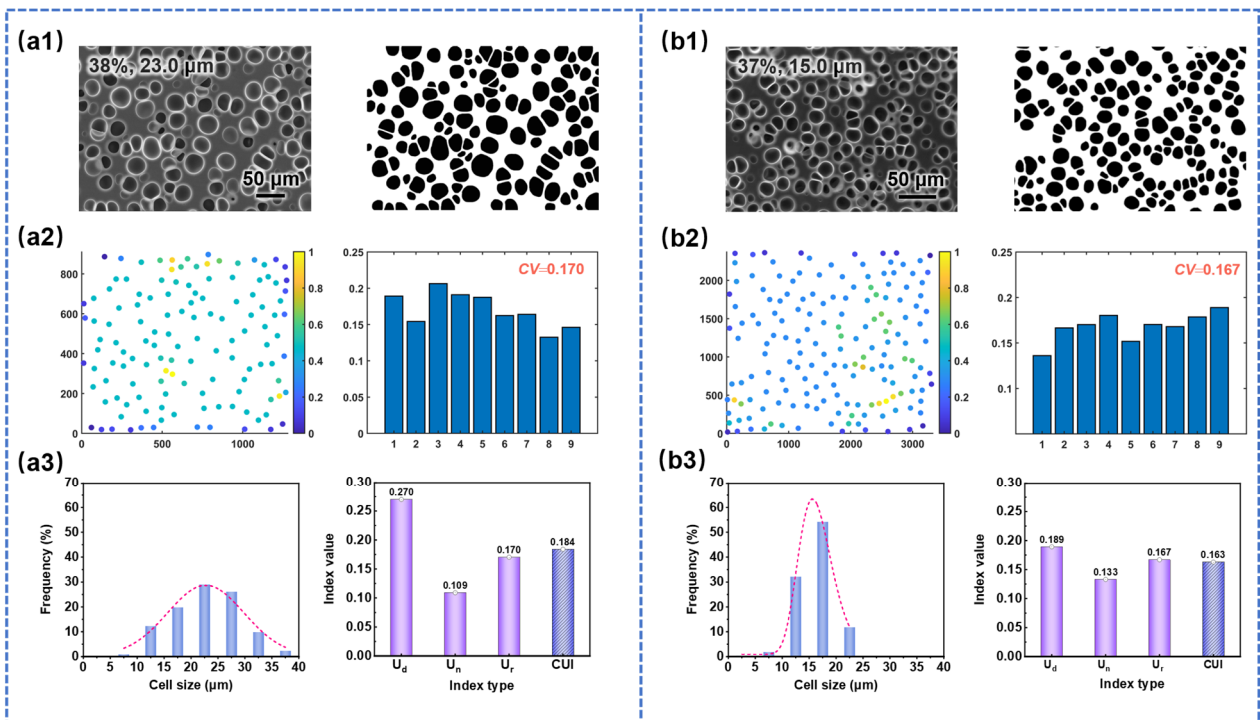 (a1)
38%, 23.0 μm
50 μm
(b1)
37%, 15.0 μm
50 μm
(a2)
800
600
400
200
0
0 500 1000
1
0.8
0.6
0.4
0.2
0
0.25
0.2
0.15
0.1
0.05
0
CV=0.170
1 2 3 4 5 6 7 8 9
(b2)
2000
1500
1000
500
0
0 1000 2000 3000
1
0.8
0.6
0.4
0.2
0
0.25
0.2
0.15
0.1
CV=0.167
1 2 3 4 5 6 7 8 9
(a3)
Frequency (%)
70
60
50
40
30
20
10
0
0 5 10 15 20 25 30 35 40
Cell size (μm)
Index value
0.30
0.25
0.20
0.15
0.10
0.05
0.00
0.270
0.109
0.170
0.184
Ud Un Ur CUI
Index type
(b3)
Frequency (%)
70
60
50
40
30
20
10
0
0 5 10 15 20 25 30 35 40
Cell size (μm)
Index value
0.30
0.25
0.20
0.15
0.10
0.05
0.00
0.189
0.133
0.167
0.163
Ud Un Ur CUI
Index type